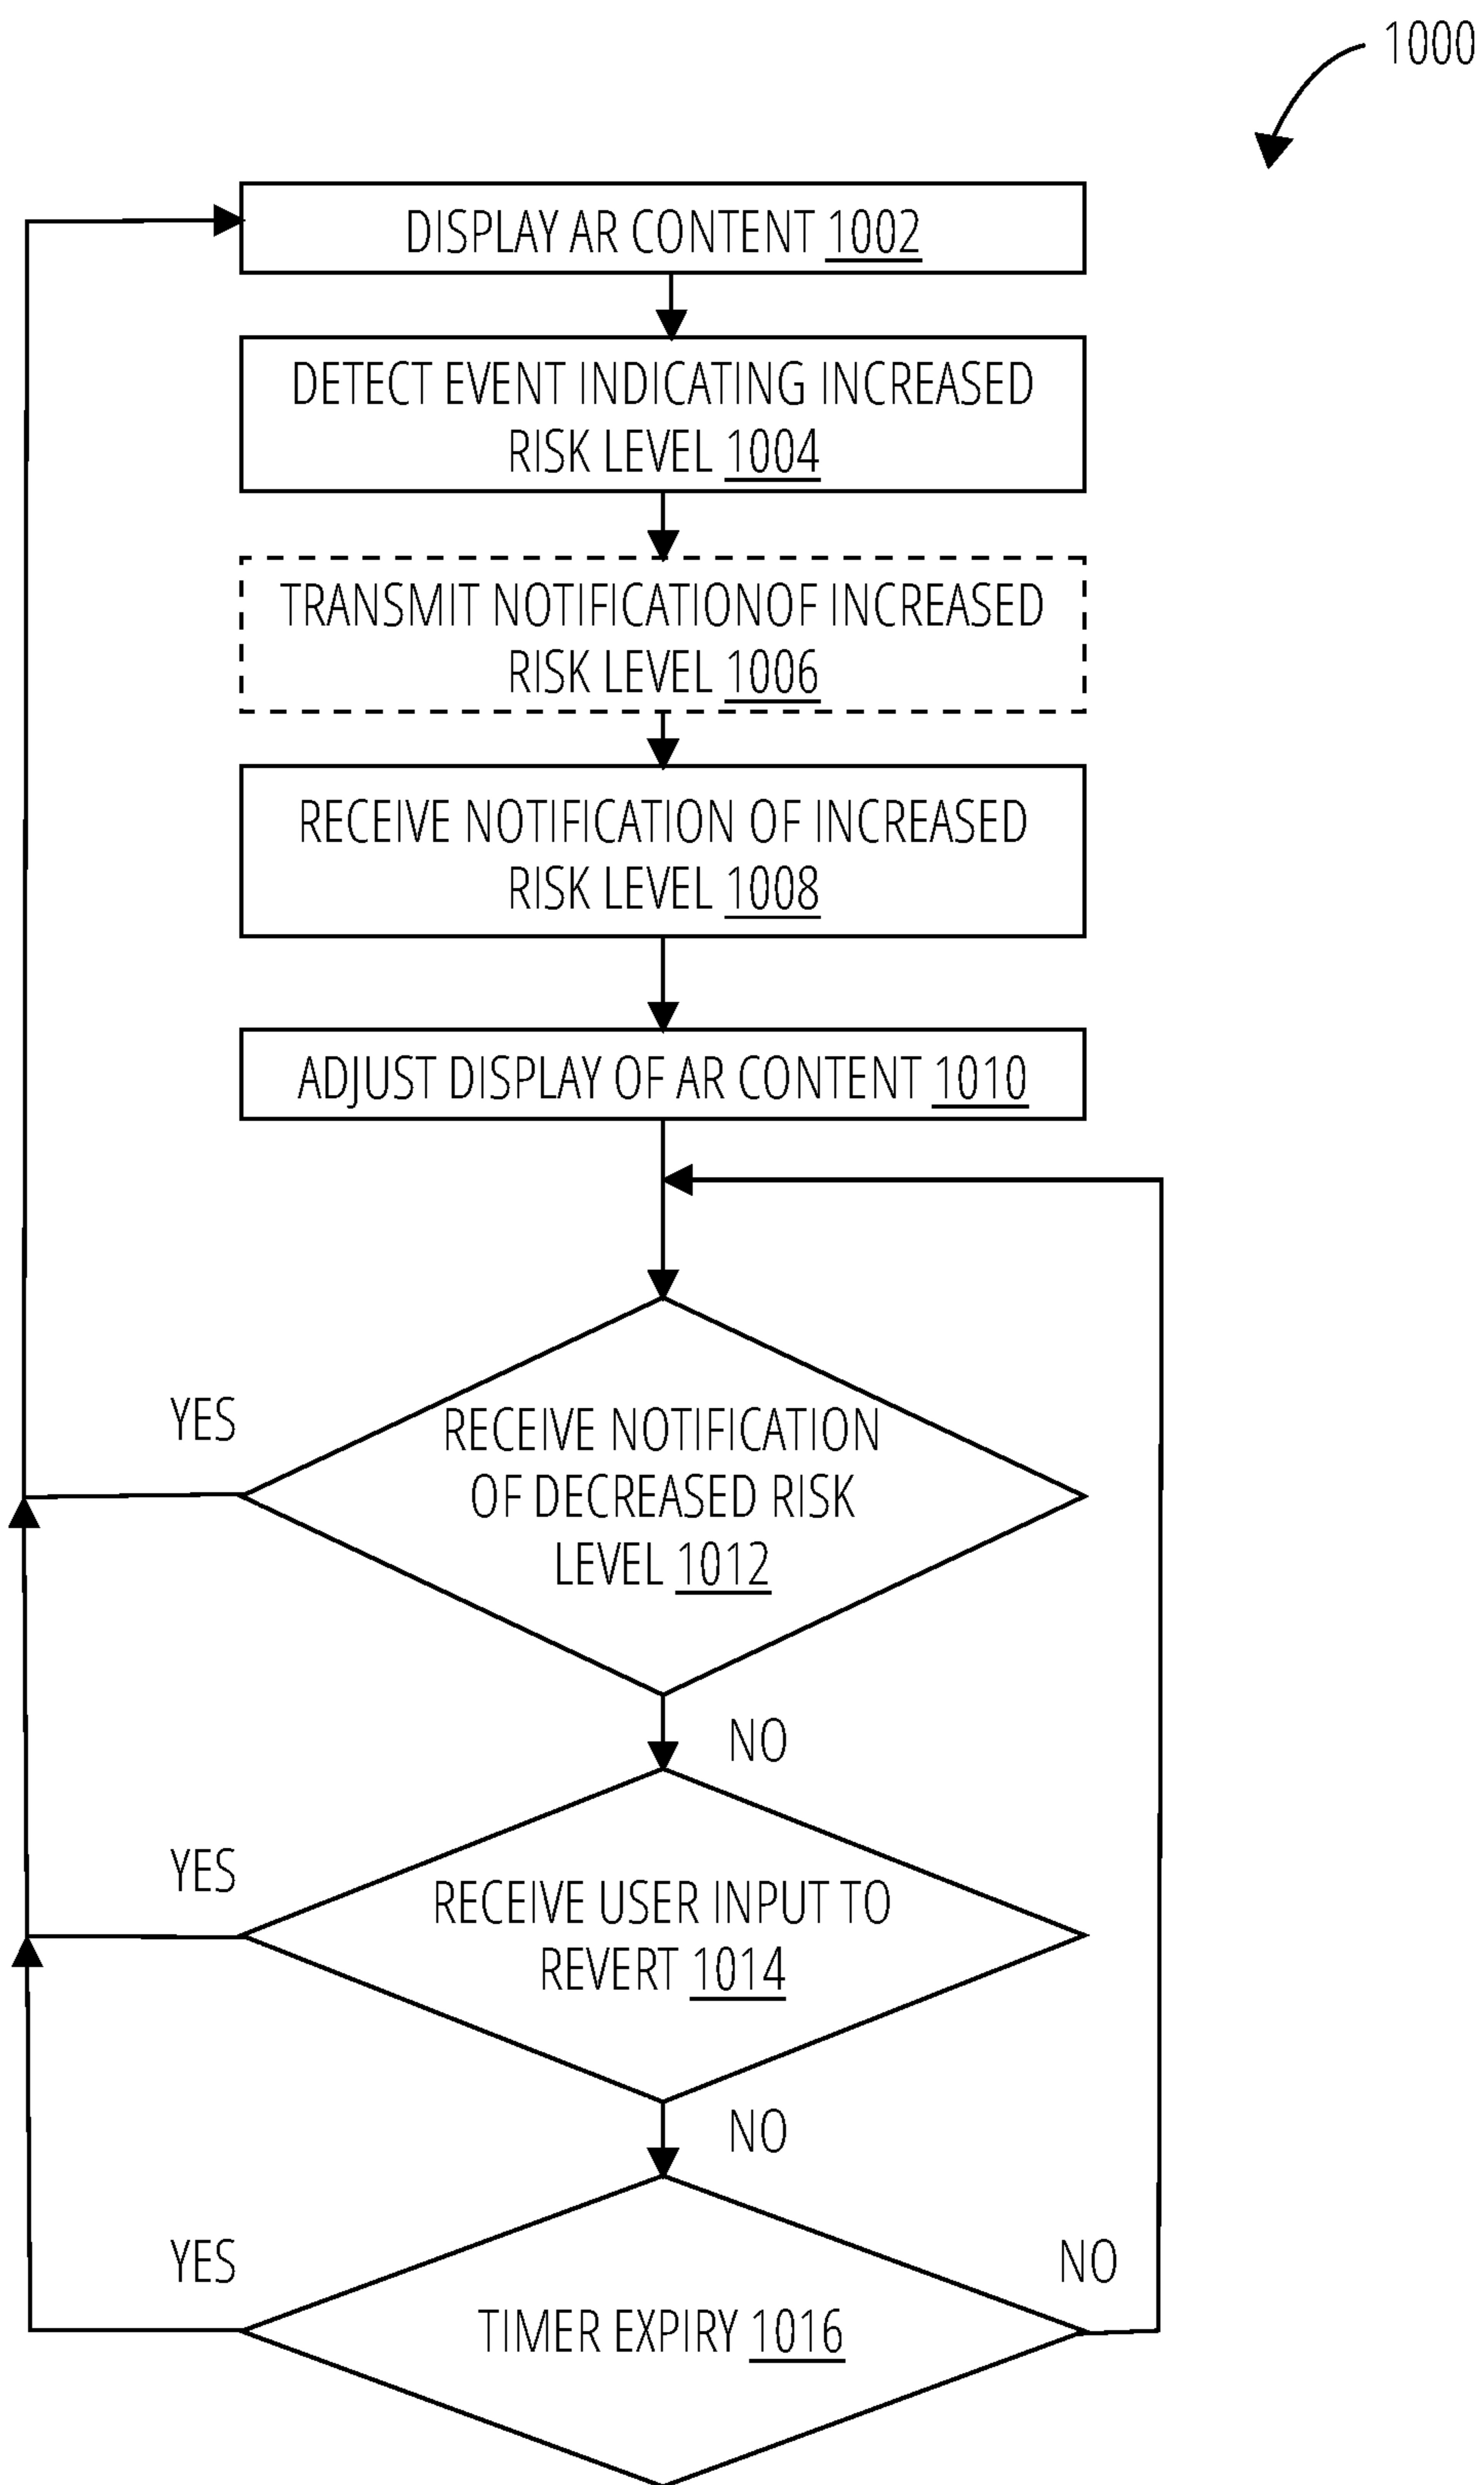 1000
DISPLAY AR CONTENT 1002
DETECT EVENT INDICATING INCREASED
RISK LEVEL 1004
TRANSMIT NOTIFICATIONOF INCREASED
RISK LEVEL 1006
RECEIVE NOTIFICATION OF INCREASED
RISK LEVEL 1008
ADJUST DISPLAY OF AR CONTENT 1010
YES
RECEIVE NOTIFICATION
OF DECREASED RISK
LEVEL 1012
NO
YES
RECEIVE USER INPUT TO
REVERT 1014
NO
YES
NO
TIMER EXPIRY 1016